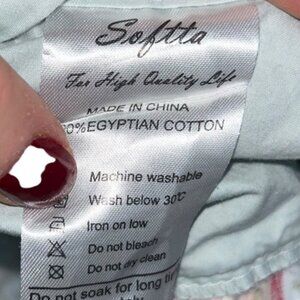 Softta
For High Quality Life
MADE IN CHINA
0%EGYPTIAN COTTON
Machine washable
Wash below 30℃
Iron on low
Do not bleach
Do not dry clean
Do not soak for long